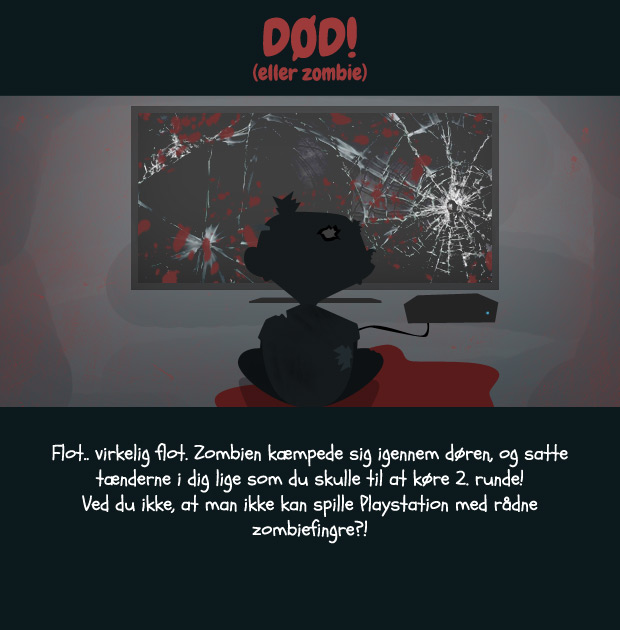 DØD!
(eller zombie)
Flot.. virkelig flot. Zombien kæmpede sig igennem døren, og satte
tænderne i dig lige som du skulle til at køre 2. runde!
Ved du ikke, at man ikke kan spille Playstation med rådne
zombiefingre?!